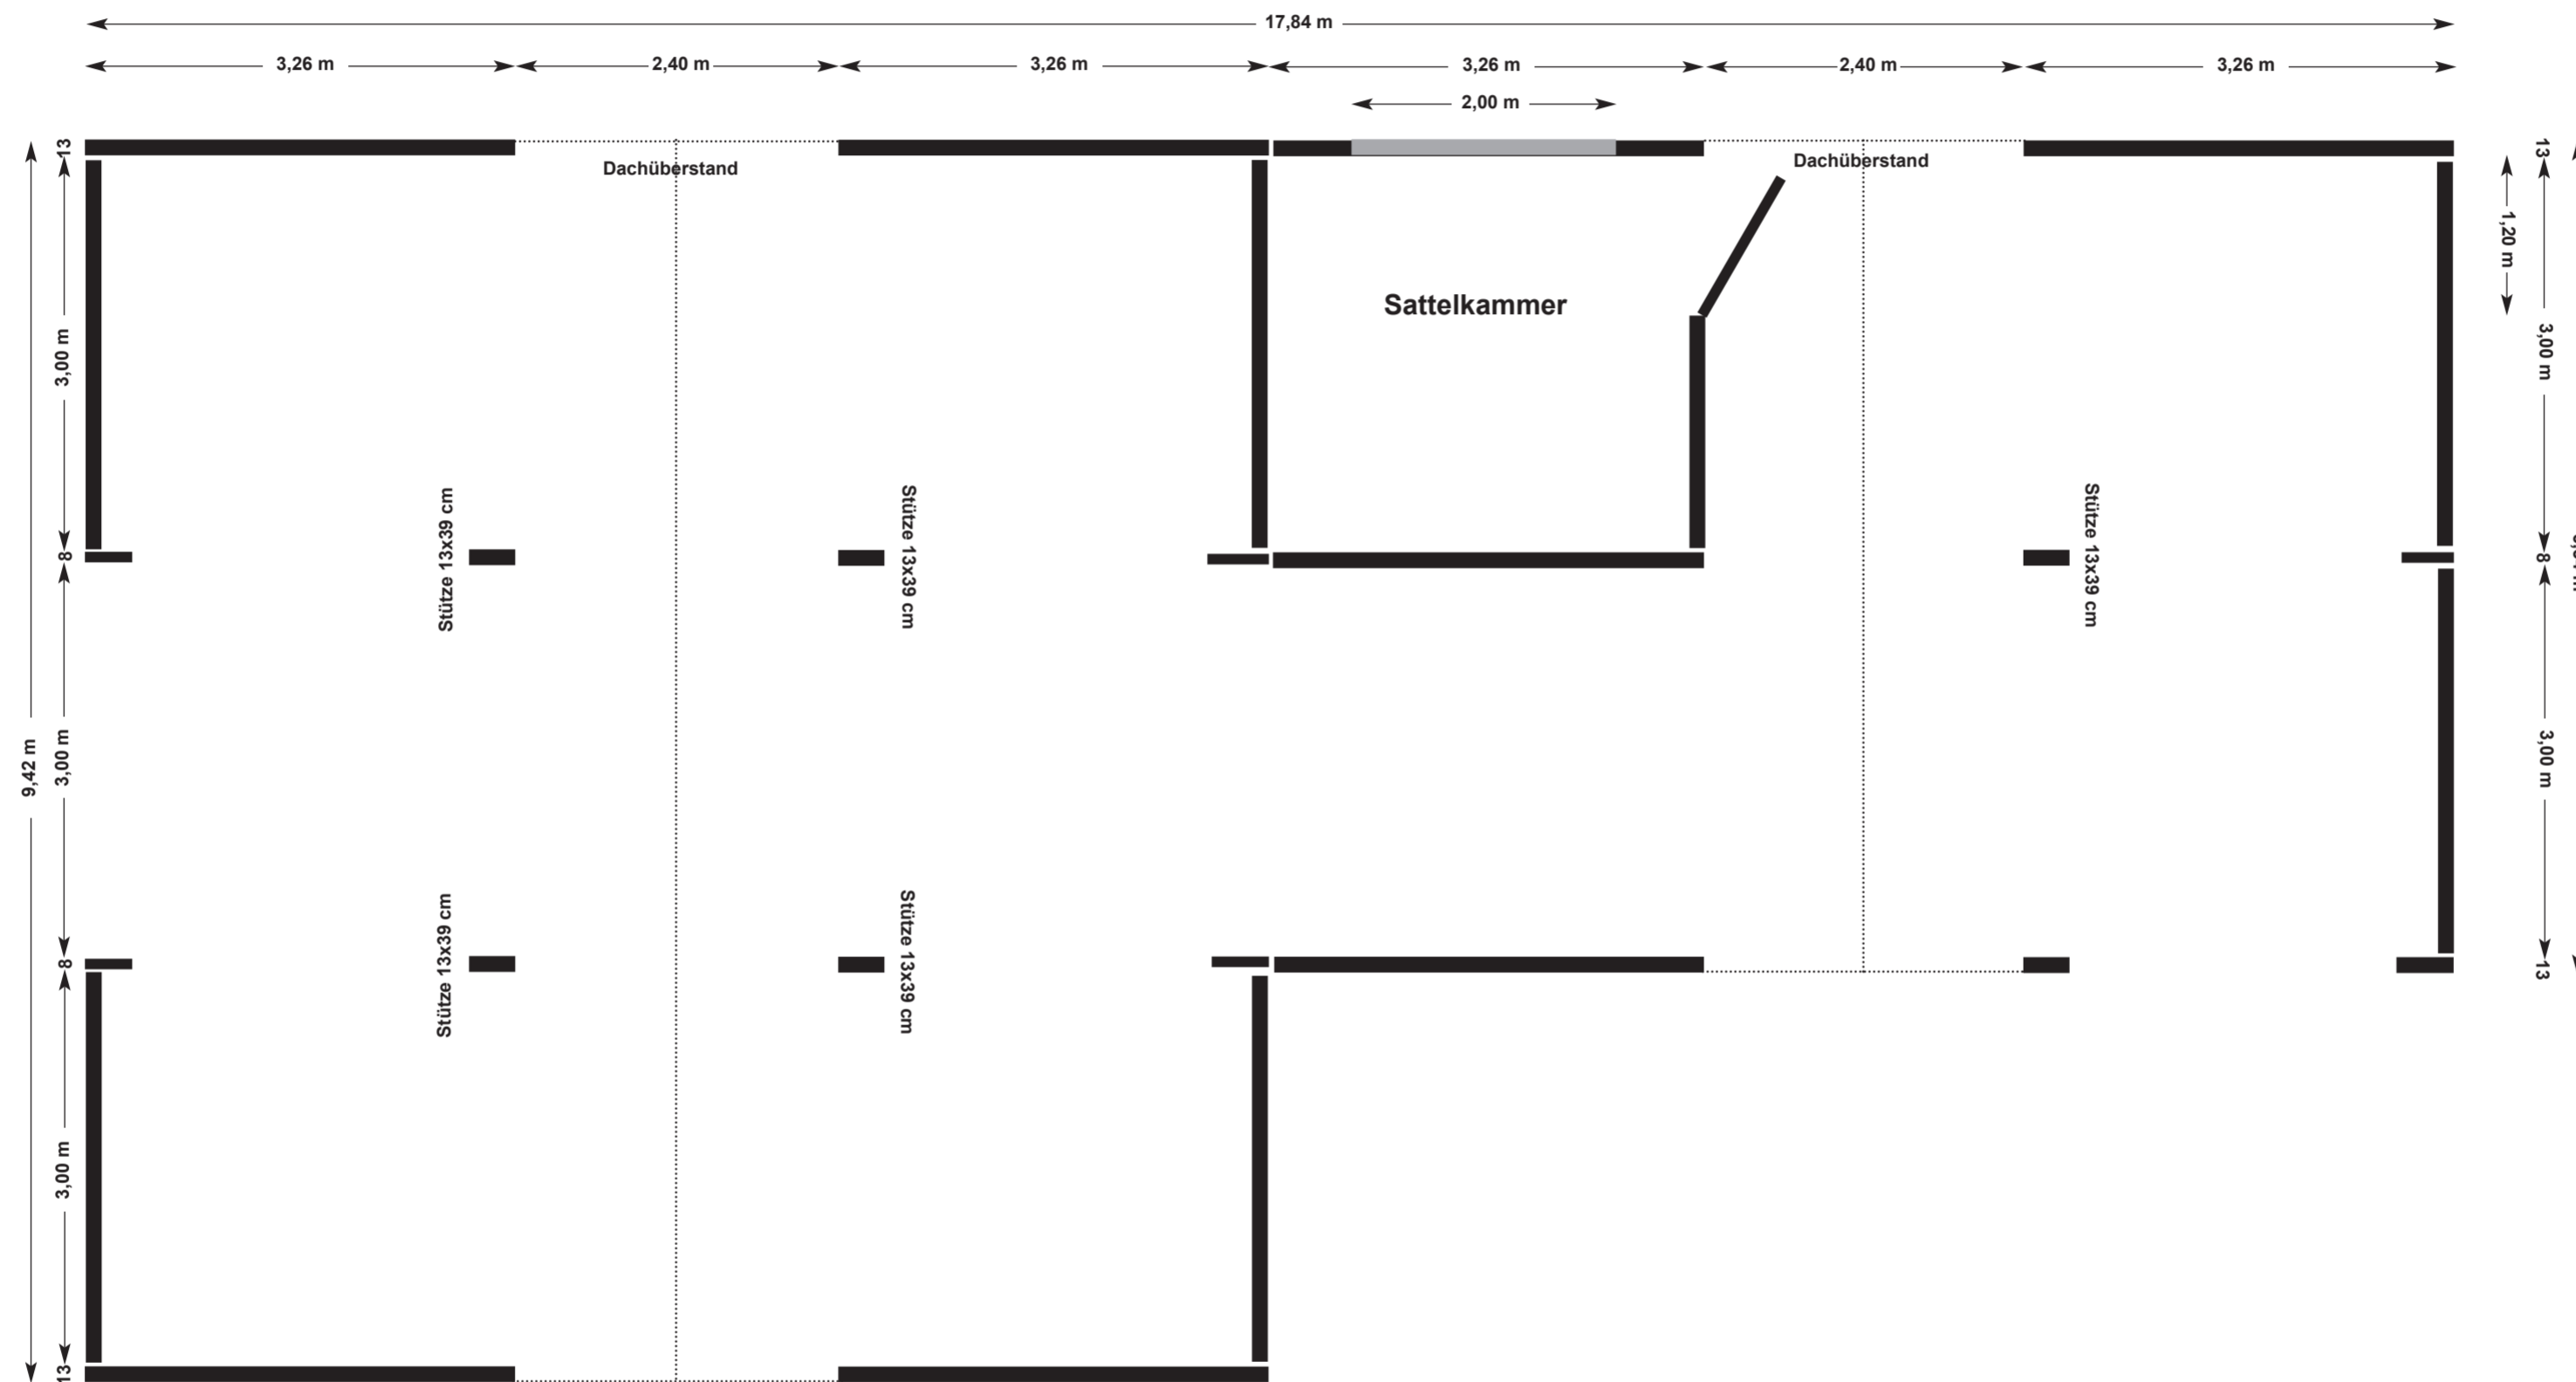 17,84 m
3,26 m
2,40 m
3,26 m
3,26 m
2,40 m
3,26 m
2,00 m
13
13
Dachüberstand
Dachüberstand
1,20 m
Sattelkammer
3,00 m
3,00 m
Stütze 13x39 cm
Stütze 13x39 cm
Stütze 13x39 cm
8
8
9,42 m
3,00 m
3,00 m
Stütze 13x39 cm
Stütze 13x39 cm
8
13
3,00 m
13